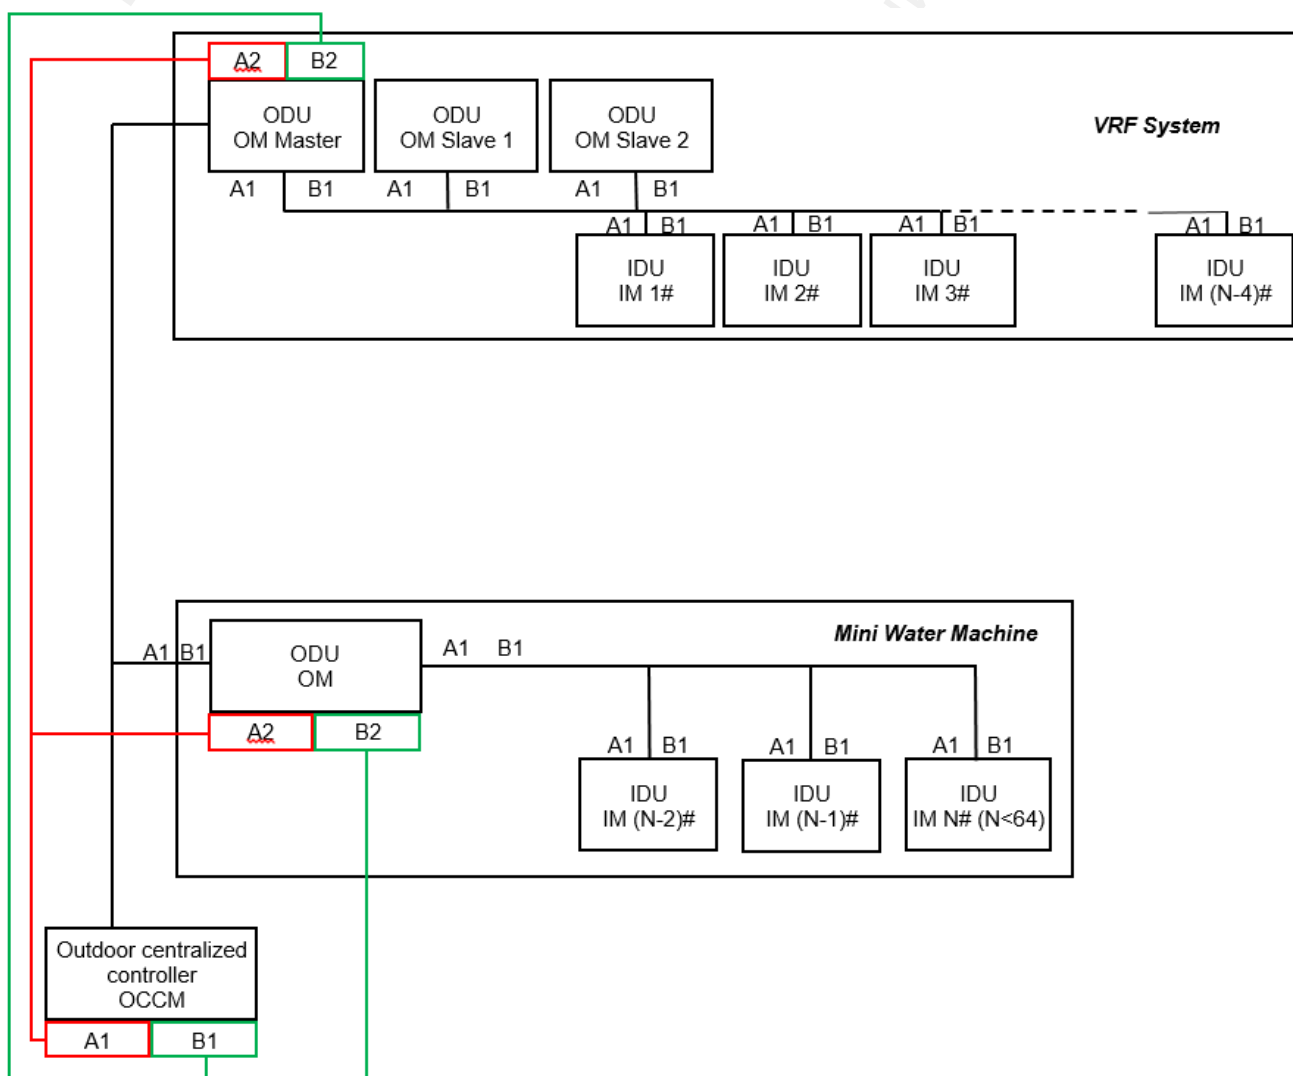 A2 B2
ODU
OM Master
ODU
OM Slave 1
ODU
OM Slave 2
VRF System
A1 B1 A1 B1 A1 B1
A1 B1 A1 B1 A1 B1 A1 B1
IDU
IM 1#
IDU
IM 2#
IDU
IM 3#
IDU
IM (N-4)#
Mini Water Machine
A1 B1
ODU
OM
A1 B1
A2 B2
A1 B1 A1 B1 A1 B1
IDU
IM (N-2)#
IDU
IM (N-1)#
IDU
IM N# (N<64)
Outdoor centralized
controller
OCCM
A1 B1